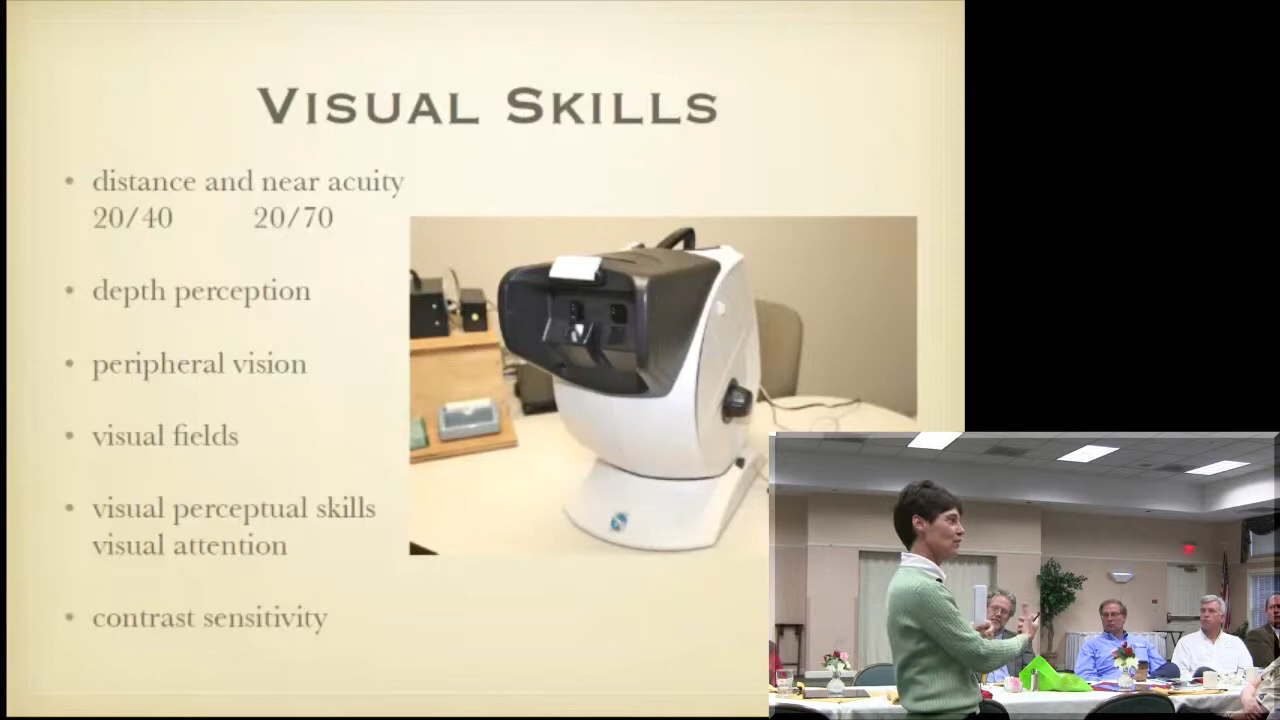 VISUAL SKILLS
• distance and near acuity
20/40 20/70
• depth perception
• peripheral vision
• visual fields
• visual perceptual skills
visual attention
• contrast sensitivity